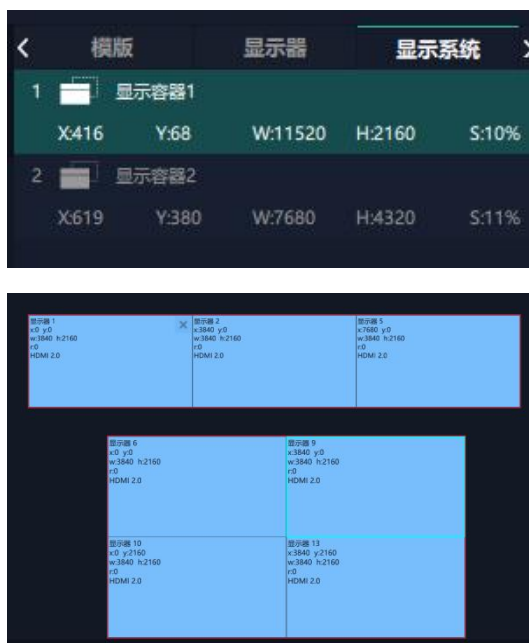 模版 显示器 显示系统
1 显示容器1
X:416 Y:68 W:11520 H:2160 S:10%
2 显示容器2
X:619 Y:380 W:7680 H:4320 S:11%
显示器 1 显示器 2 显示器 5
x:0 y:0 x:3840 y:0 x:7680 y:0
w:3840 h:2160 w:3840 h:2160 w:3840 h:2160
r:0 r:0 r:0
HDMI 2.0 HDMI 2.0 HDMI 2.0
显示器 6 显示器 9
x:0 y:0 x:3840 y:0
w:3840 h:2160 w:3840 h:2160
r:0 r:0
HDMI 2.0 HDMI 2.0
显示器 10 显示器 13
x:0 y:2160 x:3840 y:2160
w:3840 h:2160 w:3840 h:2160
r:0 r:0
HDMI 2.0 HDMI 2.0